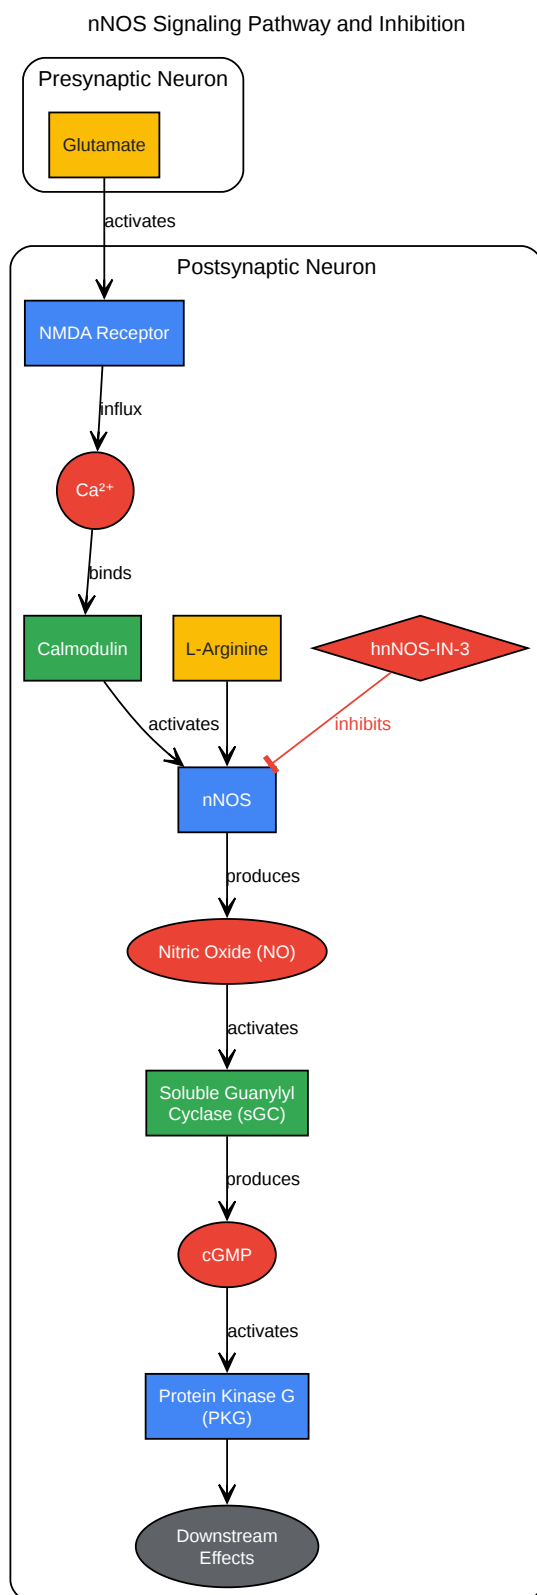 nNOS Signaling Pathway and Inhibition
Presynaptic Neuron
Glutamate
activates
Postsynaptic Neuron
NMDA Receptor
influx
Ca²⁺
binds
Calmodulin
L-Arginine
hnNOS-IN-3
activates
inhibits
nNOS
produces
Nitric Oxide (NO)
activates
Soluble Guanylyl
Cyclase (sGC)
produces
cGMP
activates
Protein Kinase G
(PKG)
Downstream
Effects